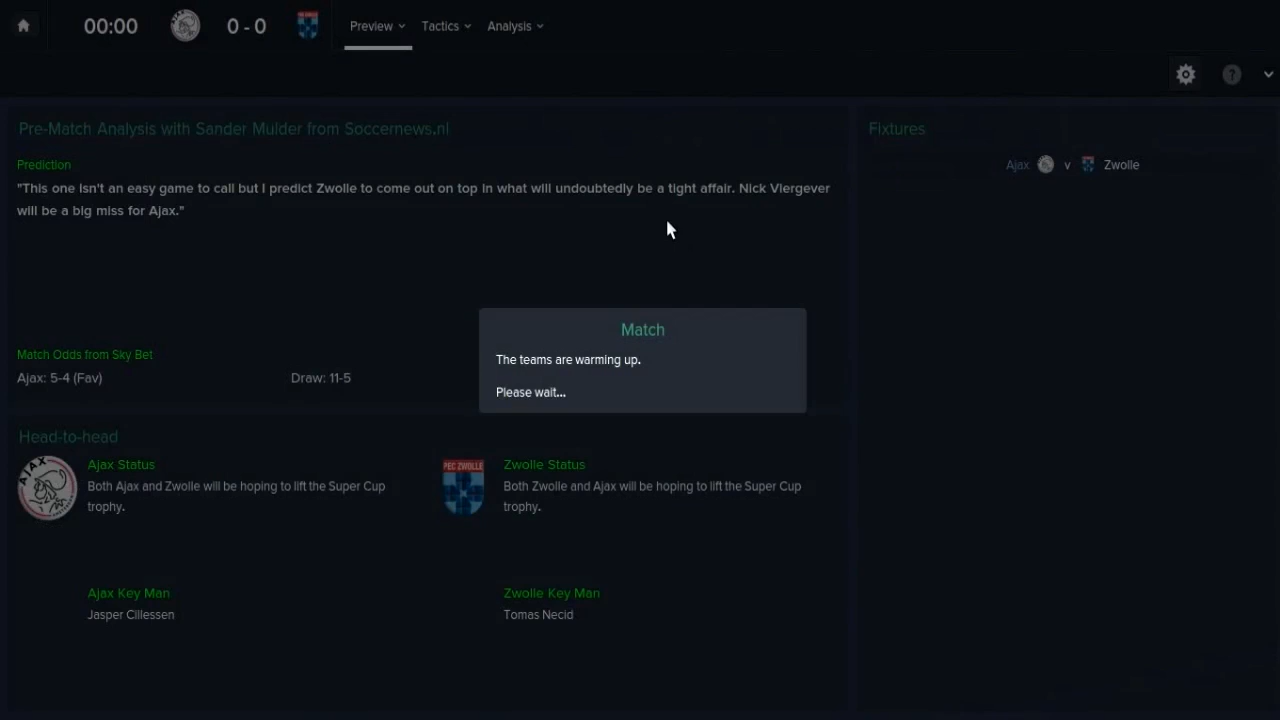 00:00
0 - 0
Preview
Tactics
Analysis
?
Pre-Match Analysis with Sander Mulder from Soccernews.nl
Fixtures
Prediction
Ajax v Zwolle
"This one isn't an easy game to call but I predict Zwolle to come out on top in what will undoubtedly be a tight affair. Nick Viergever
will be a big miss for Ajax."
Match
The teams are warming up.
Please wait...
Match Odds from Sky Bet
Ajax: 5-4 (Fav)
Draw: 11-5
Head-to-head
AJAX
Ajax Status
Both Ajax and Zwolle will be hoping to lift the Super Cup
trophy.
PEC ZWOLLE
Zwolle Status
Both Zwolle and Ajax will be hoping to lift the Super Cup
trophy.
Ajax Key Man
Jasper Cillessen
Zwolle Key Man
Tomas Necid